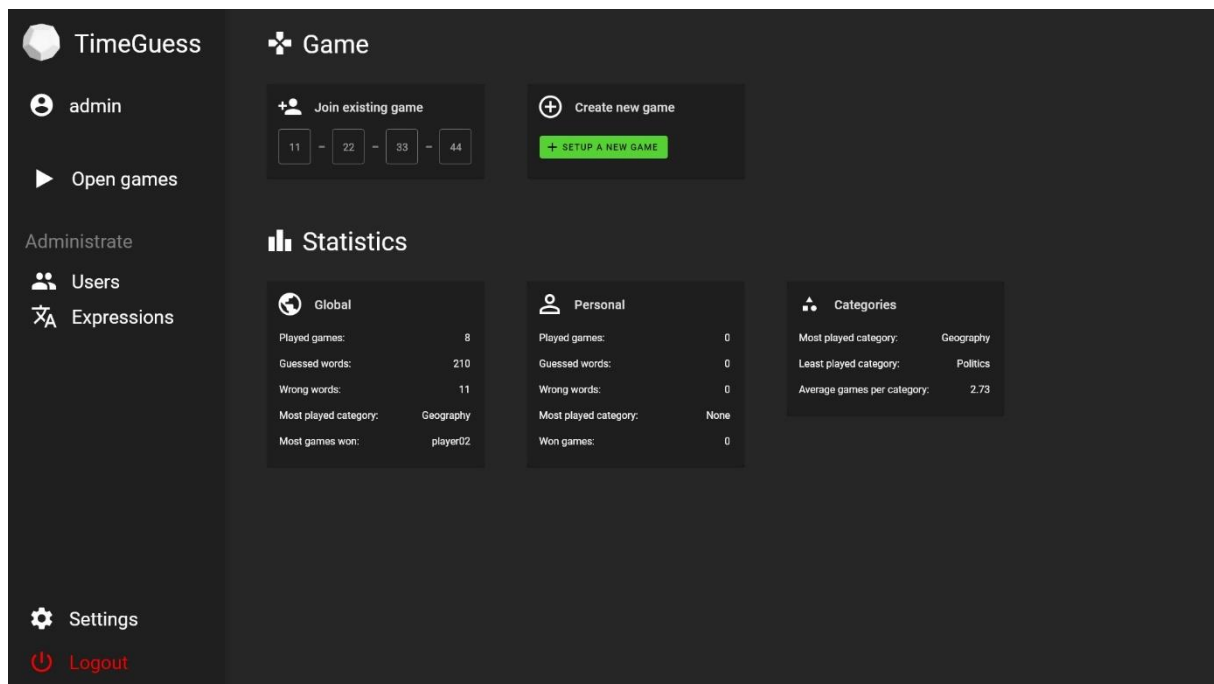 TimeGuess
admin
Open games
Administrate
Users
Expressions
Settings
Logout
Game
Join existing game
11 – 22 – 33 – 44
Create new game
+ SETUP A NEW GAME
Statistics
Global
Played games: 8
Guessed words: 210
Wrong words: 11
Most played category: Geography
Most games won: player02
Personal
Played games: 0
Guessed words: 0
Wrong words: 0
Most played category: None
Won games: 0
Categories
Most played category: Geography
Least played category: Politics
Average games per category: 2.73